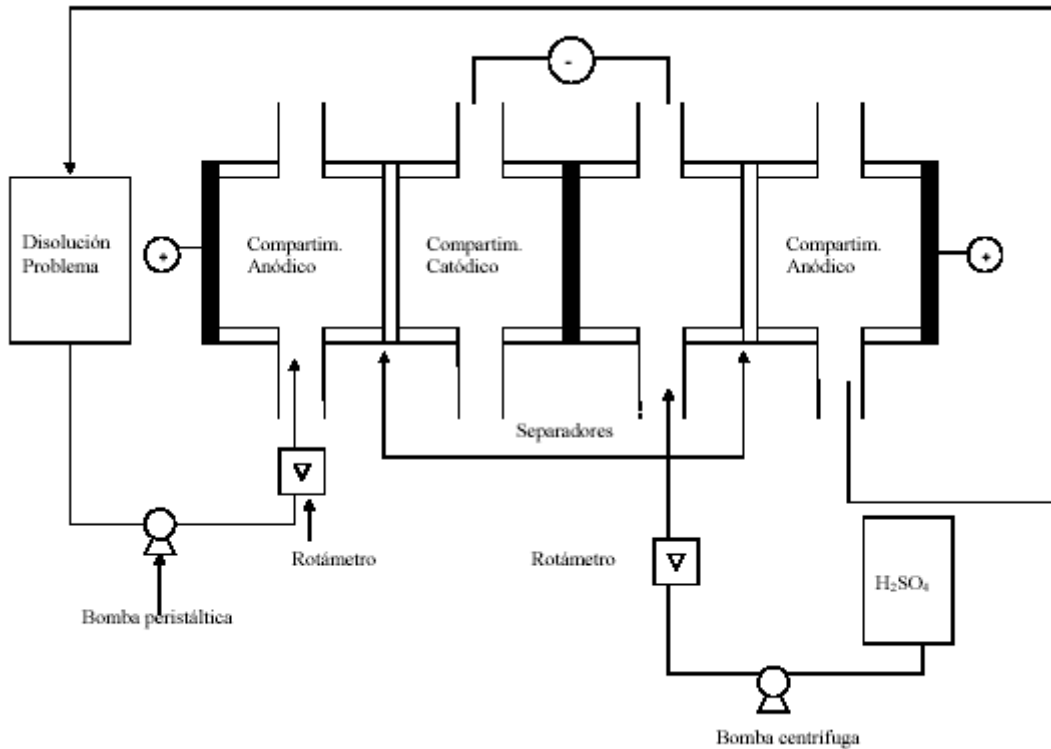 -
Disolución
Problema
+
Compartim.
Anódico
Compartim.
Catódico
Compartim.
Anódico
+
Separadores
Rotámetro
Rotámetro
H₂SO₄
Bomba peristáltica
Bomba centrífuga